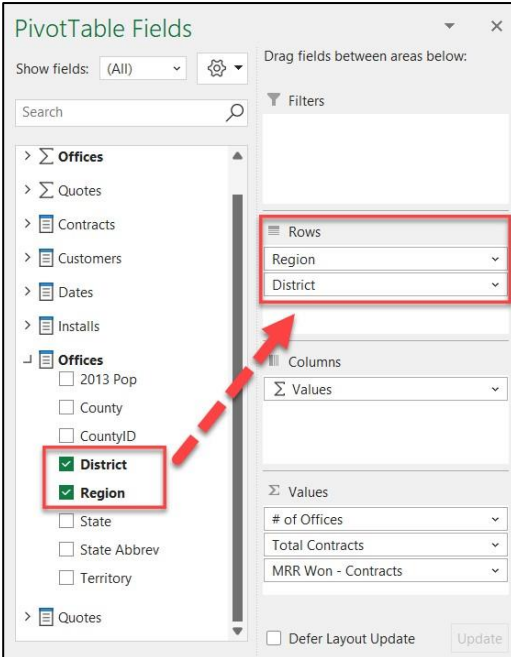 PivotTable Fields
Show fields: (All)
Search
Offices
Quotes
Contracts
Customers
Dates
Installs
Offices
2013 Pop
County
CountyID
District
Region
State
State Abbrev
Territory
Quotes
Drag fields between areas below:
Filters
Rows
Region
District
Columns
Σ Values
Σ Values
# of Offices
Total Contracts
MRR Won - Contracts
Defer Layout Update
Update